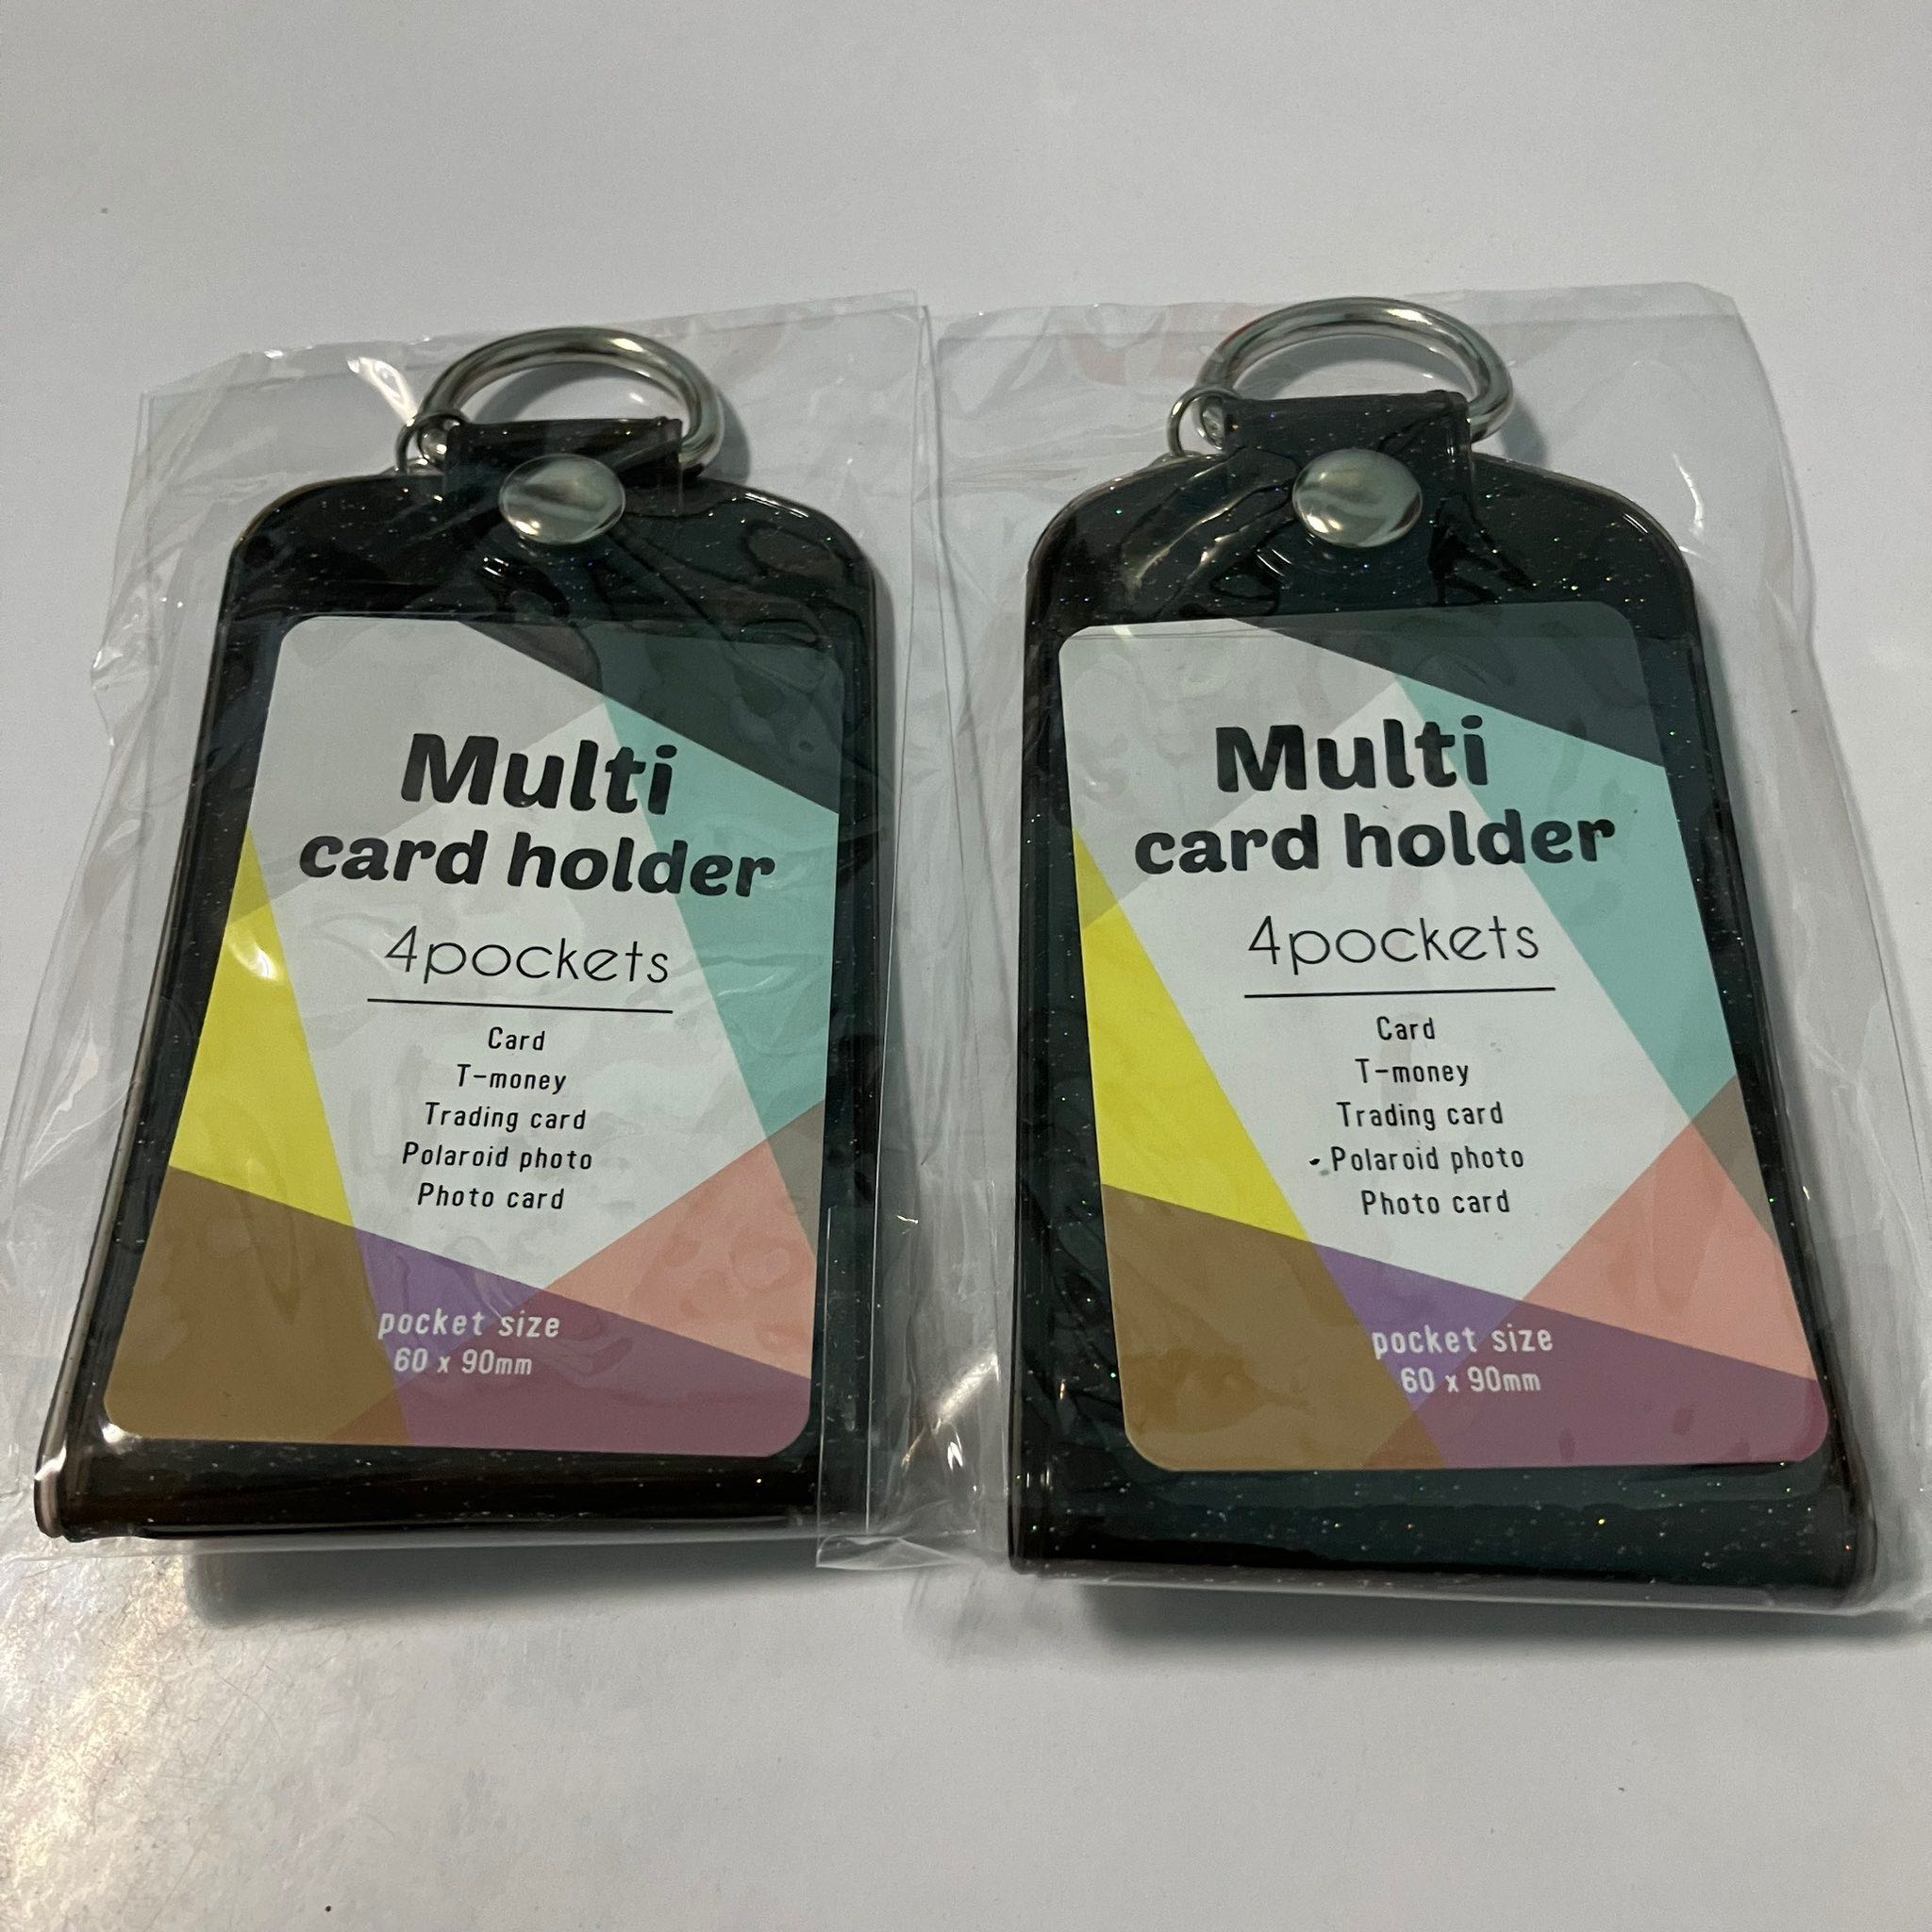 Multi
card holder
4pockets
Card
T-money
Trading card
Polaroid photo
Photo card
pocket size
60 x 90mm
Multi
card holder
4pockets
Card
T-money
Trading card
Polaroid photo
Photo card
pocket size
60 x 90mm